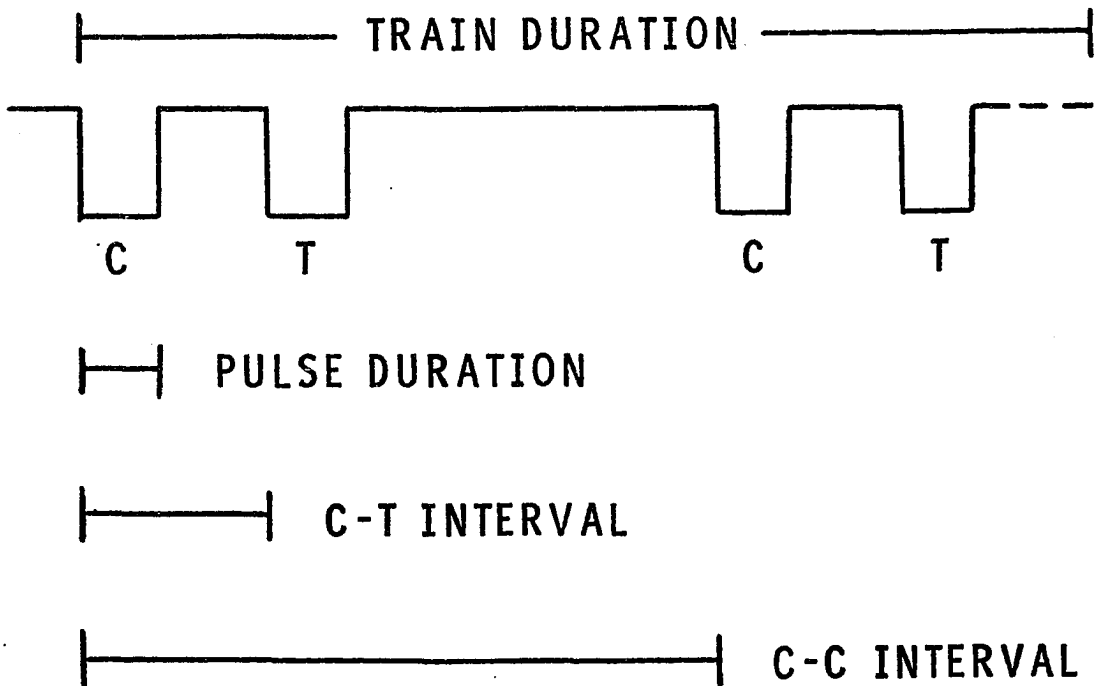 TRAIN DURATION
C T C T
PULSE DURATION
C-T INTERVAL
C-C INTERVAL